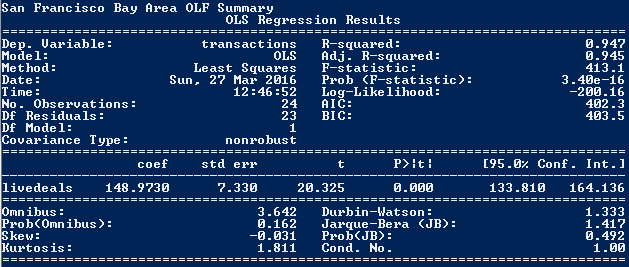 San Francisco Bay Area OLF Summary
OLS Regression Results
==============================================================================
Dep. Variable: transactions R-squared: 0.947
Model: OLS Adj. R-squared: 0.945
Method: Least Squares F-statistic: 413.1
Date: Sun, 27 Mar 2016 Prob (F-statistic): 3.40e-16
Time: 12:46:52 Log-Likelihood: -200.16
No. Observations: 24 AIC: 402.3
Df Residuals: 23 BIC: 403.5
Df Model: 1
Covariance Type: nonrobust
==============================================================================
coef std err t P>|t| [95.0% Conf. Int.]
------------------------------------------------------------------------------
livedeals 148.9730 7.330 20.325 0.000 133.810 164.136
==============================================================================
Omnibus: 3.642 Durbin-Watson: 1.333
Prob(Omnibus): 0.162 Jarque-Bera (JB): 1.417
Skew: -0.031 Prob(JB): 0.492
Kurtosis: 1.811 Cond. No. 1.00
==============================================================================